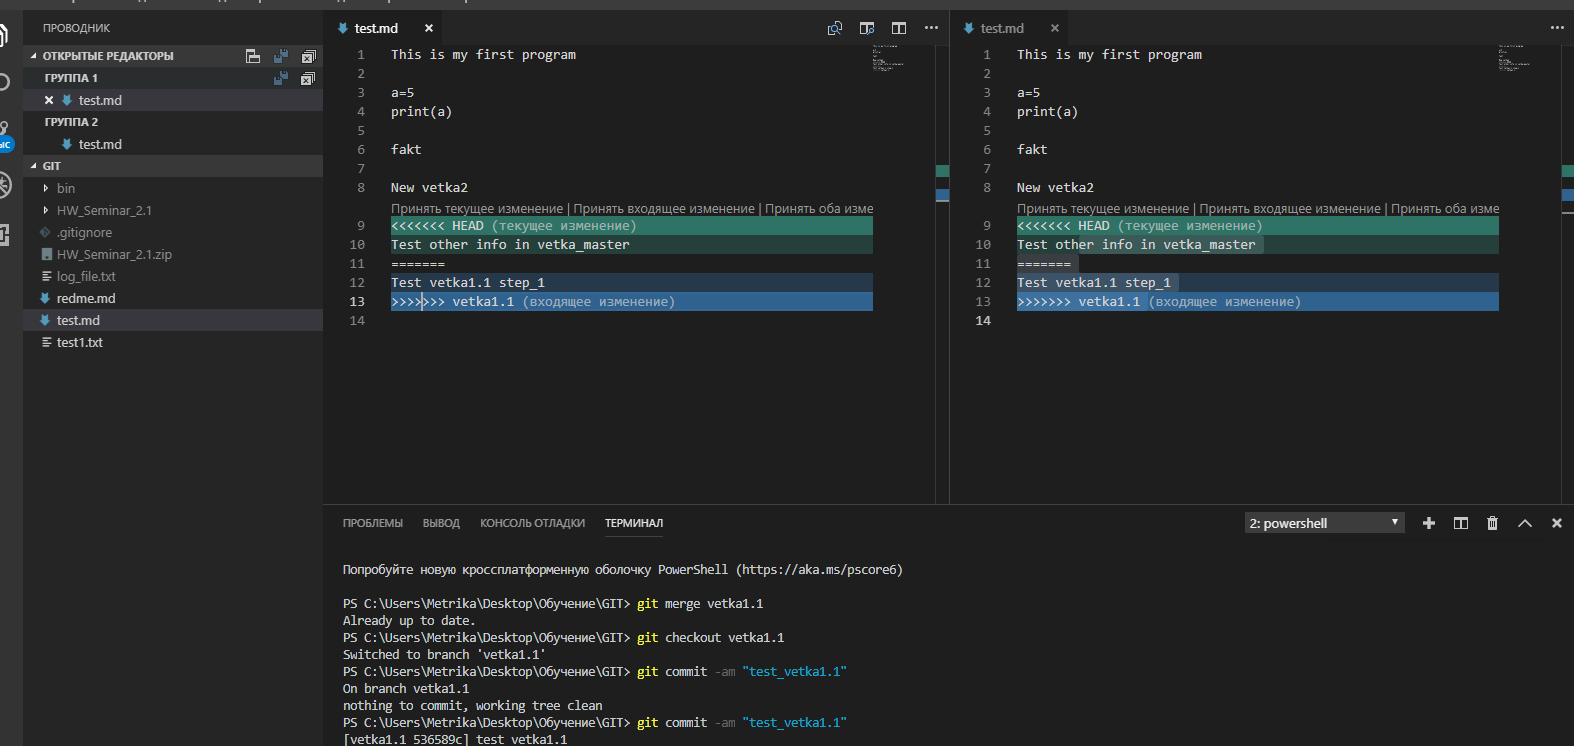 ПРОВОДНИК
ОТКРЫТЫЕ РЕДАКТОРЫ
ГРУППА 1
test.md
ГРУППА 2
test.md
GIT
bin
HW_Seminar_2.1
.gitignore
HW_Seminar_2.1.zip
log_file.txt
redme.md
test.md
test1.txt
test.md
1 This is my first program
2
3 a=5
4 print(a)
5
6 fakt
7
8 New vetka2
Принять текущее изменение | Принять входящее изменение | Принять оба изме
9 <<<<<<< HEAD (текущее изменение)
10 Test other info in vetka_master
11 =======
12 Test vetka1.1 step_1
13 >>>>>>> vetka1.1 (входящее изменение)
14
test.md
1 This is my first program
2
3 a=5
4 print(a)
5
6 fakt
7
8 New vetka2
Принять текущее изменение | Принять входящее изменение | Принять оба изме
9 <<<<<<< HEAD (текущее изменение)
10 Test other info in vetka_master
11 =======
12 Test vetka1.1 step_1
13 >>>>>>> vetka1.1 (входящее изменение)
14
ПРОБЛЕМЫ ВЫВОД КОНСОЛЬ ОТЛАДКИ ТЕРМИНАЛ
2: powershell
Попробуйте новую кроссплатформенную оболочку PowerShell (https://aka.ms/pscore6)
PS C:\Users\Metrika\Desktop\Обучение\GIT> git merge vetka1.1
Already up to date.
PS C:\Users\Metrika\Desktop\Обучение\GIT> git checkout vetka1.1
Switched to branch 'vetka1.1'
PS C:\Users\Metrika\Desktop\Обучение\GIT> git commit -am "test_vetka1.1"
On branch vetka1.1
nothing to commit, working tree clean
PS C:\Users\Metrika\Desktop\Обучение\GIT> git commit -am "test_vetka1.1"
[vetka1.1 536589c] test_vetka1.1